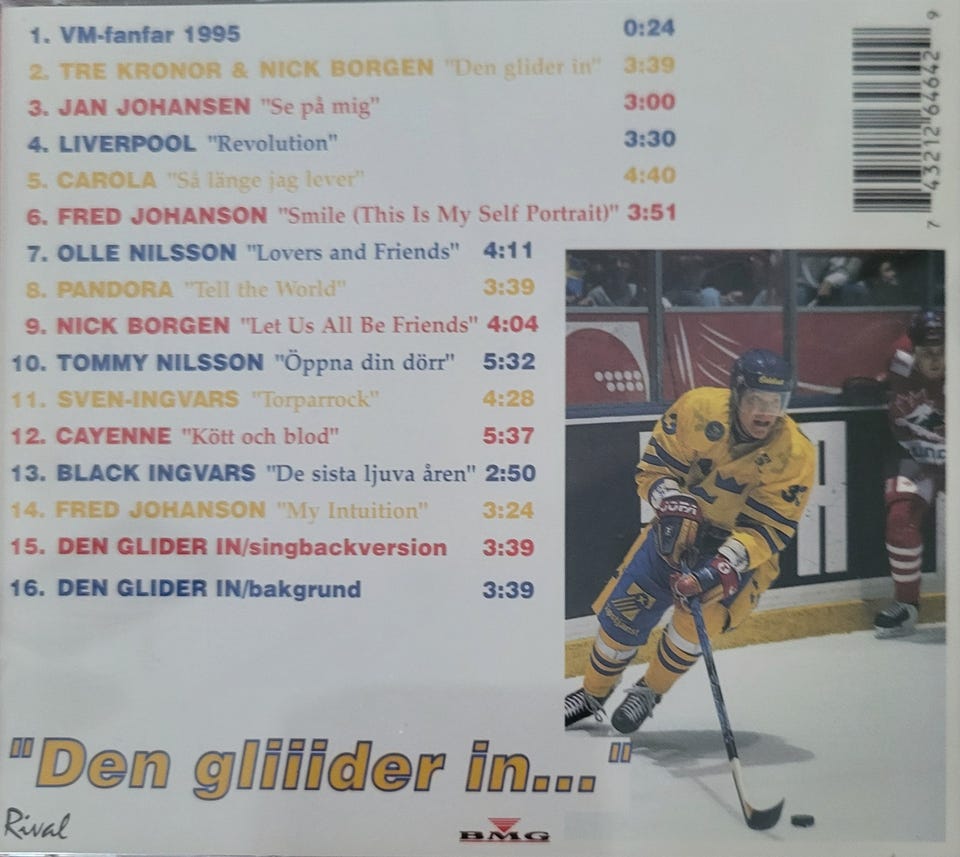 1. VM-fanfar 1995 0:24
2. TRE KRONOR & NICK BORGEN "Den glider in" 3:39
3. JAN JOHANSEN "Se på mig" 3:00
4. LIVERPOOL "Revolution" 3:30
5. CAROLA "Så länge jag lever" 4:40
6. FRED JOHANSON "Smile (This Is My Self Portrait)" 3:51
7. OLLE NILSSON "Lovers and Friends" 4:11
8. PANDORA "Tell the World" 3:39
9. NICK BORGEN "Let Us All Be Friends" 4:04
10. TOMMY NILSSON "Öppna din dörr" 5:32
11. SVEN-INGVARS "Torparrock" 4:28
12. CAYENNE "Kött och blod" 5:37
13. BLACK INGVARS "De sista ljuva åren" 2:50
14. FRED JOHANSON "My Intuition" 3:24
15. DEN GLIDER IN/singbackversion 3:39
16. DEN GLIDER IN/bakgrund 3:39
"Den gliiider in..."
Rival
BMG
7 43212 64642 9
JOFA